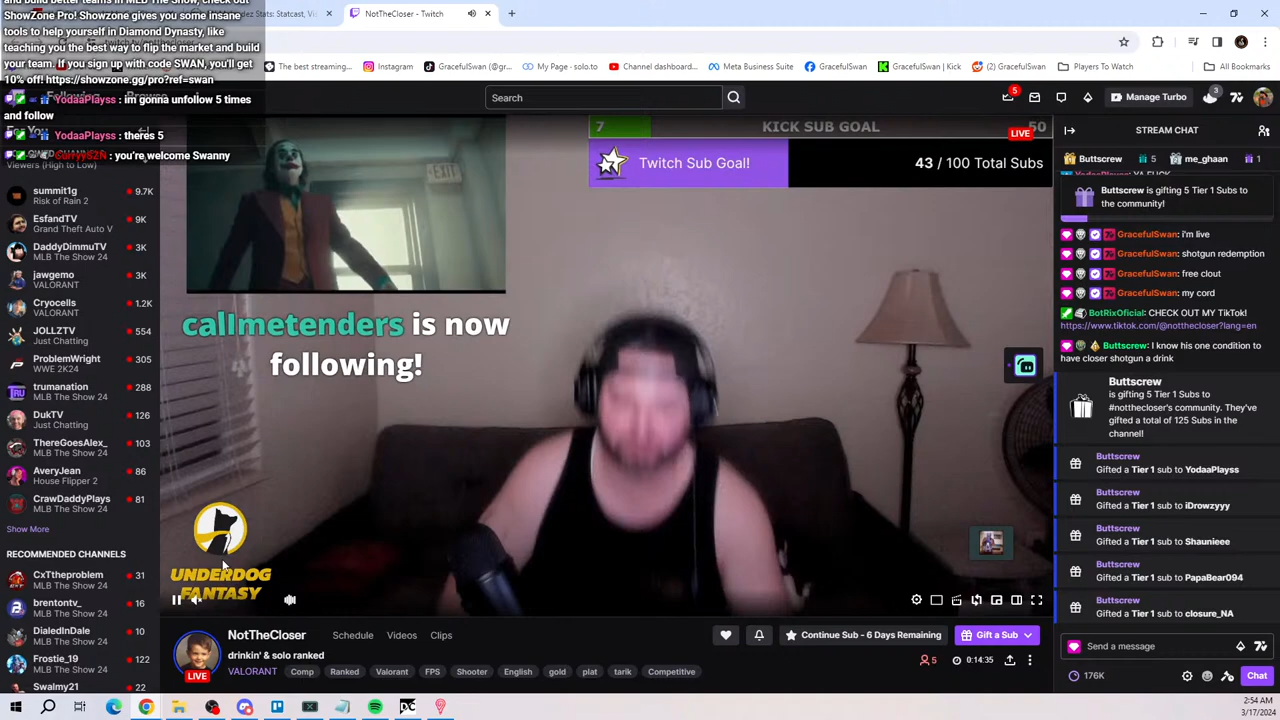 and build better teams in MLB The Show, check out
ShowZone Pro! Showzone gives you some insane
tools to help yourself in Diamond Dynasty, like
teaching you the best way to flip the market and build
your team. If you sign up with code SWAN, you'll get
10% off! https://showzone.gg/pro?ref=swan
YodaaPlayss : im gonna unfollow 5 times
and follow
YodaaPlayss : theres 5
: you're welcome Swanny
Stats: Statcast, Vis
NotTheCloser - Twitch
The best streaming...
Instagram
GracefulSwan (@gr...
My Page - solo.to
Channel dashboard...
Meta Business Suite
GracefulSwan
GracefulSwan | Kick
(2) GracefulSwan (...
Players To Watch
All Bookmarks
Following
Browse
Search
5
Manage Turbo
3
For You
Viewers (High to Low)
summit1g
9.7K
Risk of Rain 2
EsfandTV
9K
Grand Theft Auto V
DaddyDimmuTV
3K
MLB The Show 24
jawgemo
3K
VALORANT
Cryocells
1.2K
VALORANT
JOLLZTV
554
Just Chatting
ProblemWright
305
WWE 2K24
trumanation
288
MLB The Show 24
DukTV
126
Just Chatting
ThereGoesAlex_
103
MLB The Show 24
AveryJean
86
House Flipper 2
CrawDaddyPlays
81
MLB The Show 24
Show More
RECOMMENDED CHANNELS
CxTtheproblem
31
MLB The Show 24
brentontv_
16
MLB The Show 24
DialedInDale
10
MLB The Show 24
Frostie_19
122
MLB The Show 24
Swalmy21
22
EXIT
7
KICK SUB GOAL
50
LIVE
Twitch Sub Goal!
43 / 100 Total Subs
callmetenders is now
following!
UNDERDOG
FANTASY
NotTheCloser
Schedule
Videos
Clips
drinkin' & solo ranked
VALORANT
Comp
Ranked
Valorant
FPS
Shooter
English
gold
plat
tarik
Competitive
LIVE
Continue Sub - 6 Days Remaining
Gift a Sub
5
0:14:35
STREAM CHAT
Buttscrew
5
me_ghaan
1
Buttscrew is gifting 5 Tier 1 Subs to
the community!
GracefulSwan: i'm live
GracefulSwan: shotgun redemption
GracefulSwan: free clout
GracefulSwan: my cord
BotRixOficial: CHECK OUT MY TikTok!
https://www.tiktok.com/@notthecloser?lang=en
Buttscrew: I know his one condition to
have closer shotgun a drink
Buttscrew
is gifting 5 Tier 1 Subs to
#notthecloser's community. They've
gifted a total of 125 Subs in the
channel!
Buttscrew
Gifted a Tier 1 sub to YodaaPlayss
Buttscrew
Gifted a Tier 1 sub to iDrowzyyy
Buttscrew
Gifted a Tier 1 sub to Shaunieee
Buttscrew
Gifted a Tier 1 sub to PapaBear094
Buttscrew
Gifted a Tier 1 sub to closure_NA
Send a message
176K
Chat
2:54 AM
3/17/2024